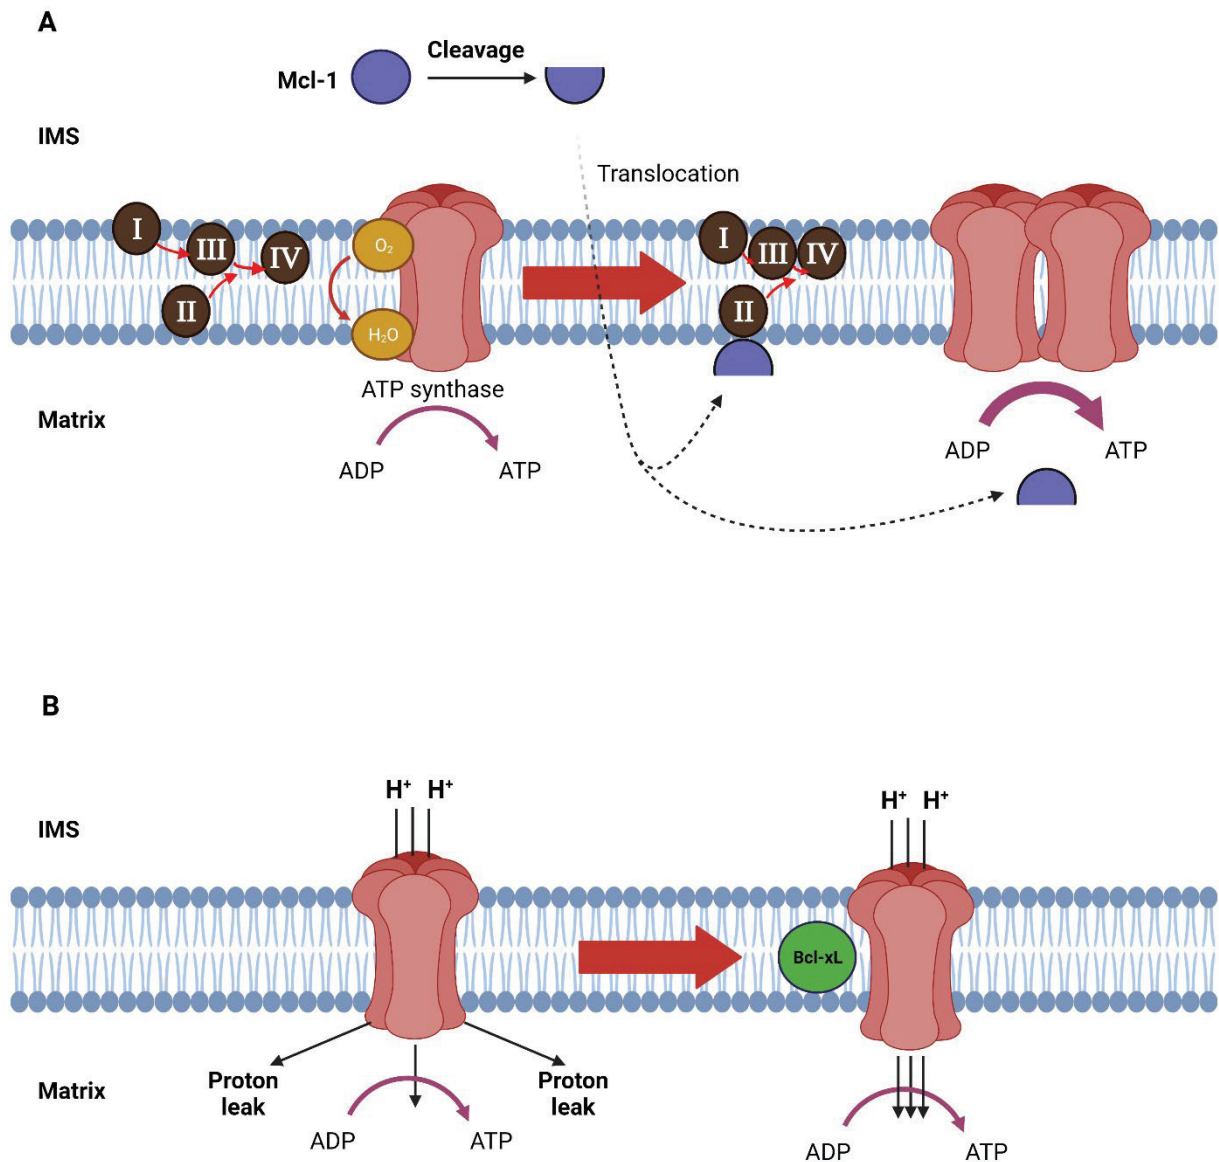 A
Cleavage
Mcl-1
IMS
Translocation
I
III
IV
II
O₂
H₂O
I
III
IV
II
ATP synthase
Matrix
ADP
ATP
ADP
ATP
B
H⁺ H⁺
H⁺ H⁺
IMS
Bcl-xL
Matrix
Proton
leak
Proton
leak
ADP
ATP
ADP
ATP